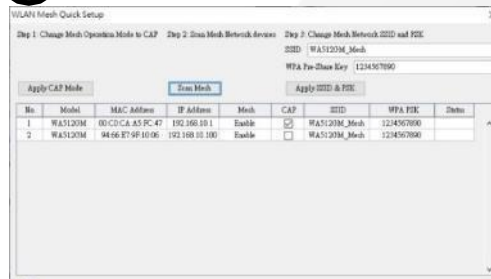 WLAN Mesh Quick Setup
Step 1: Change Mesh Operation Mode to CAP Step 2: Scan Mesh Network devices Step 3: Change Mesh Network SSID and PSK
SSID WA5120M_Mesh
WPA Pre-Share Key 1234567890
Apply CAP Mode Scan Mesh Apply SSID & PSK
No. Model MAC Address IP Address Mesh CAP SSID WPA PSK Status
1 WA5120M 00:C0:CA:A5:FC:47 192.168.10.1 Enable WA5120M_Mesh 1234567890
2 WA5120M 94:66:E7:9F:10:06 192.168.10.100 Enable WA5120M_Mesh 1234567890